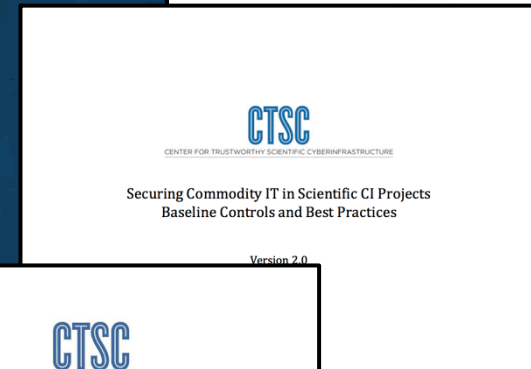 CTSC
CENTER FOR TRUSTWORTHY SCIENTIFIC CYBERINFRASTRUCTURE
Securing Commodity IT in Scientific CI Projects
Baseline Controls and Best Practices
Version 2.0
CTSC